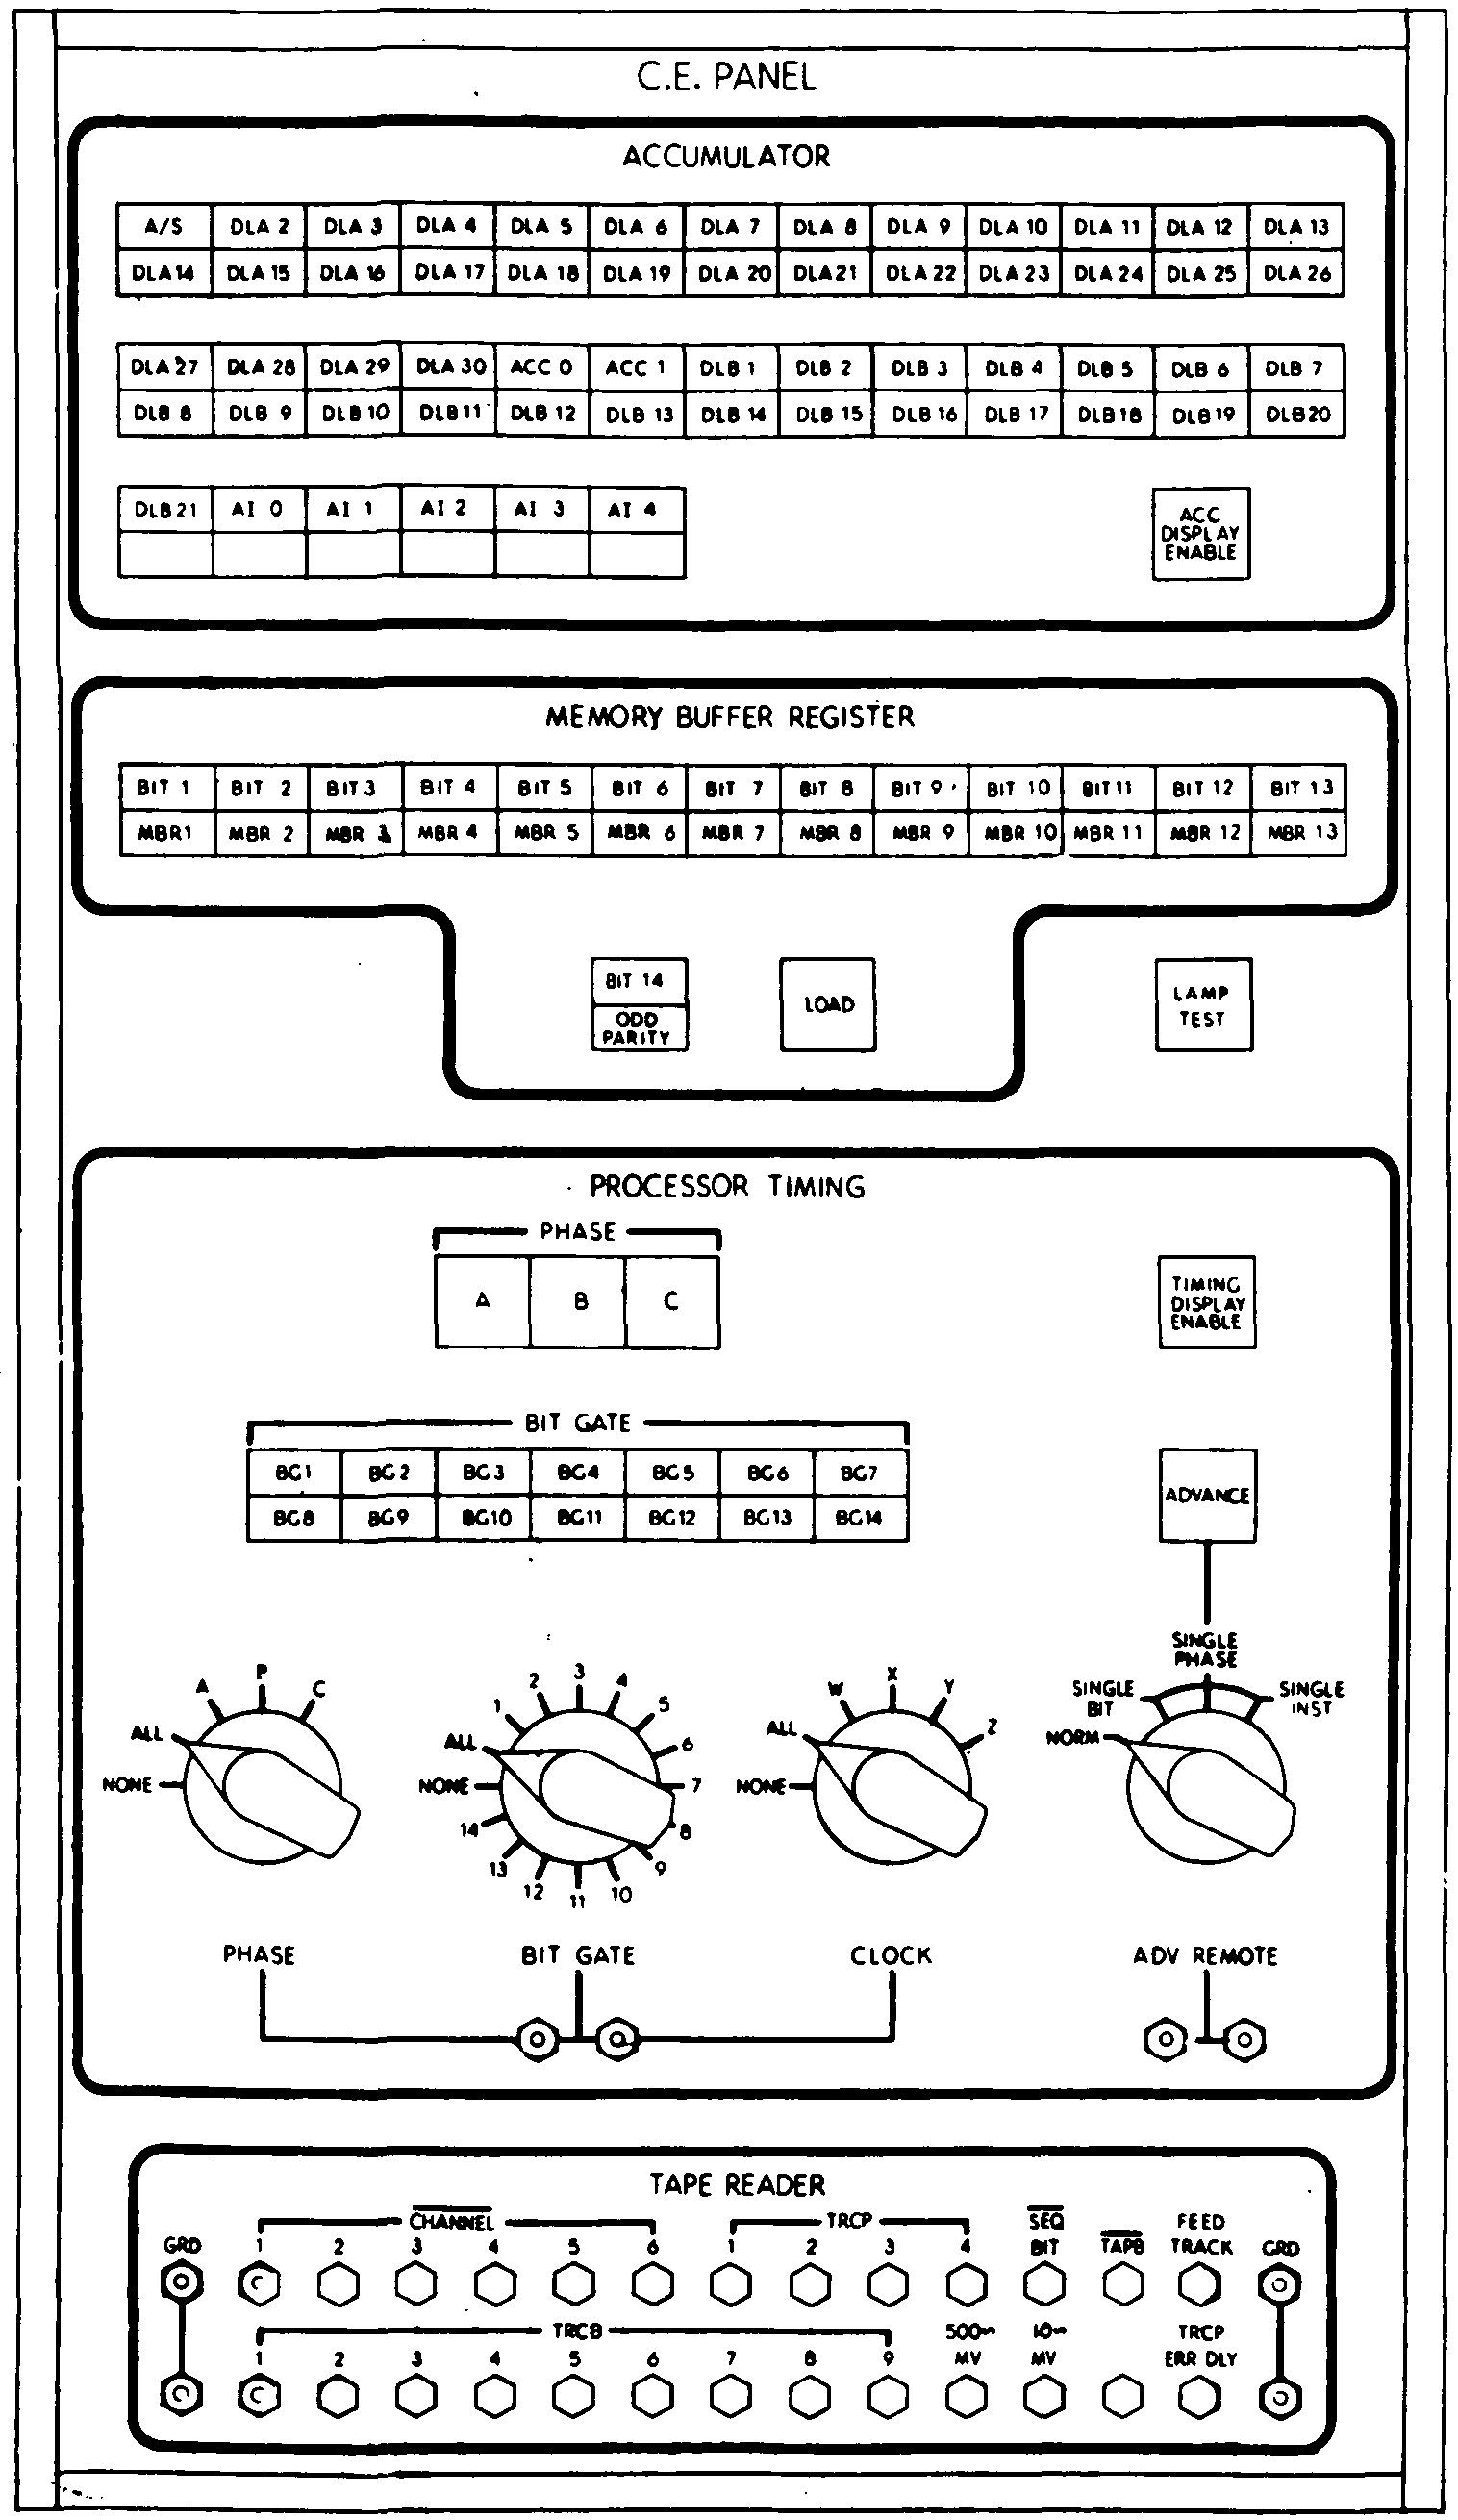 C.E. PANEL
ACCUMULATOR
A/S DLA 2 DLA 3 DLA 4 DLA 5 DLA 6 DLA 7 DLA 8 DLA 9 DLA 10 DLA 11 DLA 12 DLA 13
DLA 14 DLA 15 DLA 16 DLA 17 DLA 18 DLA 19 DLA 20 DLA 21 DLA 22 DLA 23 DLA 24 DLA 25 DLA 26
DLA 27 DLA 28 DLA 29 DLA 30 ACC 0 ACC 1 DLB 1 DLB 2 DLB 3 DLB 4 DLB 5 DLB 6 DLB 7
DLB 8 DLB 9 DLB 10 DLB 11 DLB 12 DLB 13 DLB 14 DLB 15 DLB 16 DLB 17 DLB 18 DLB 19 DLB 20
DLB 21 AI 0 AI 1 AI 2 AI 3 AI 4
ACC
DISPLAY
ENABLE
MEMORY BUFFER REGISTER
BIT 1 BIT 2 BIT 3 BIT 4 BIT 5 BIT 6 BIT 7 BIT 8 BIT 9 BIT 10 BIT 11 BIT 12 BIT 13
MBR 1 MBR 2 MBR 3 MBR 4 MBR 5 MBR 6 MBR 7 MBR 8 MBR 9 MBR 10 MBR 11 MBR 12 MBR 13
BIT 14
ODD
PARITY
LOAD
LAMP
TEST
PROCESSOR TIMING
PHASE
A B C
TIMING
DISPLAY
ENABLE
BIT GATE
BG1 BG2 BG3 BG4 BG5 BG6 BG7
BG8 BG9 BG10 BG11 BG12 BG13 BG14
ADVANCE
NONE ALL A P C
PHASE
NONE ALL 1 2 3 4 5 6 7 8 9 10 11 12 13 14
BIT GATE
NONE ALL W X Y Z
CLOCK
NORM
SINGLE
BIT
SINGLE
PHASE
SINGLE
INST
ADV REMOTE
TAPE READER
CHANNEL TRCP SEQ FEED
GRD 1 2 3 4 5 6 1 2 3 4 BIT TAPB TRACK GRD
TRCB 500 10 TRCP
1 2 3 4 5 6 7 8 9 MV MV ERR DLY